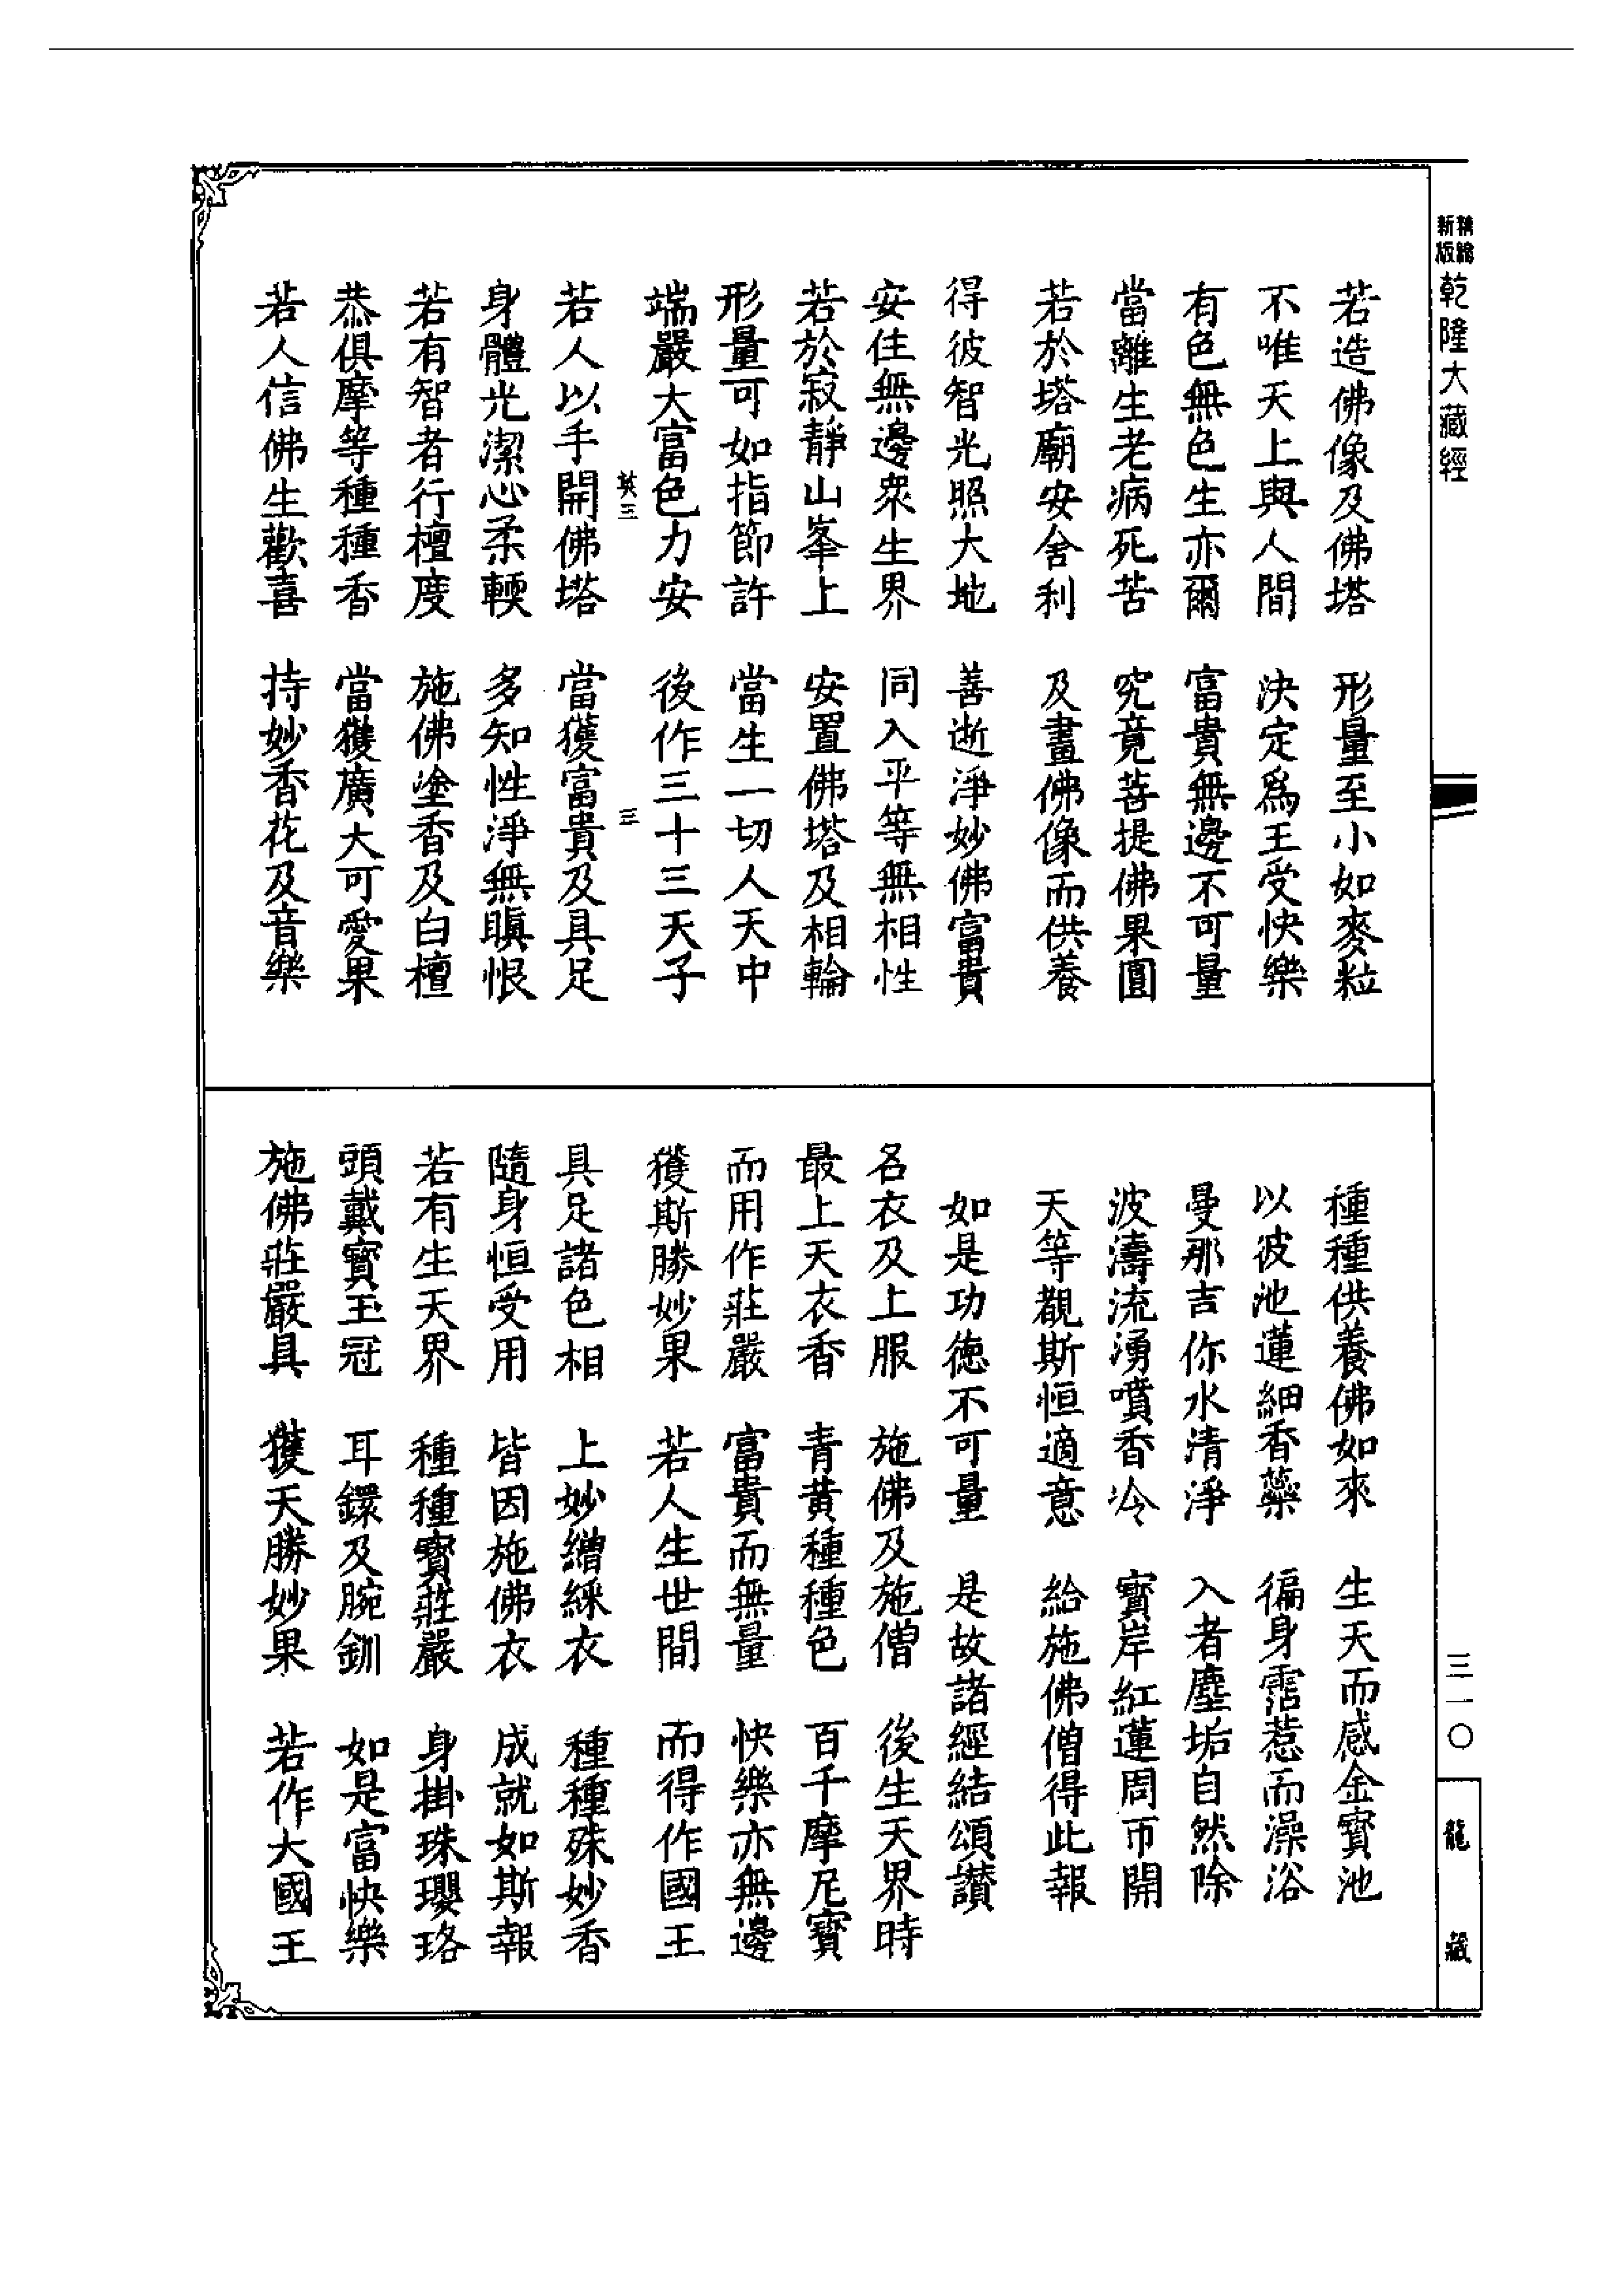 精編新版
乾隆大藏經
若造佛像及佛塔　形量至小如麥粒
不唯天上與人間　決定為王受快樂
有色無色生亦爾　富貴無邊不可量
當離生老病死苦　究竟菩提佛果圓
若於塔廟安舍利　及畫佛像而供養
得彼智光照大地　善逝淨妙佛富貴
安住無邊衆生界　同入平等無相性
若於寂靜山峯上　安置佛塔及相輪
形量可如指節許　當生一切人天中
端嚴大富色力安　後作三十三天子
英三　三
若人以手開佛塔　當獲富貴及具足
身體光潔心柔輭　多知性淨無瞋恨
若有智者行檀度　施佛塗香及白檀
恭俱摩等種種香　當獲廣大可愛果
若人信佛生歡喜　持妙香花及音樂
種種供養佛如來　生天而感金寶池
以彼池蓮細香蘂　徧身霑惹而澡浴
曼那吉你水清淨　入者塵垢自然除
波濤流湧噴香冷　寶岸紅蓮周帀開
天等覩斯恒適意　給施佛僧得此報
如是功德不可量　是故諸經結頌讃
名衣及上服　施佛及施僧　後生天界時
最上天衣香　青黄種種色　百千摩尼寶
而用作莊嚴　富貴而無量　快樂亦無邊
獲斯勝妙果　若人生世間　而得作國王
具足諸色相　上妙繒綵衣　種種殊妙香
隨身恒受用　皆因施佛衣　成就如斯報
若有生天界　種種寶莊嚴　身掛珠瓔珞
頭戴寶玉冠　耳鐶及腕釧　如是富快樂
施佛莊嚴具　獲天勝妙果　若作大國王
三一〇
龍藏